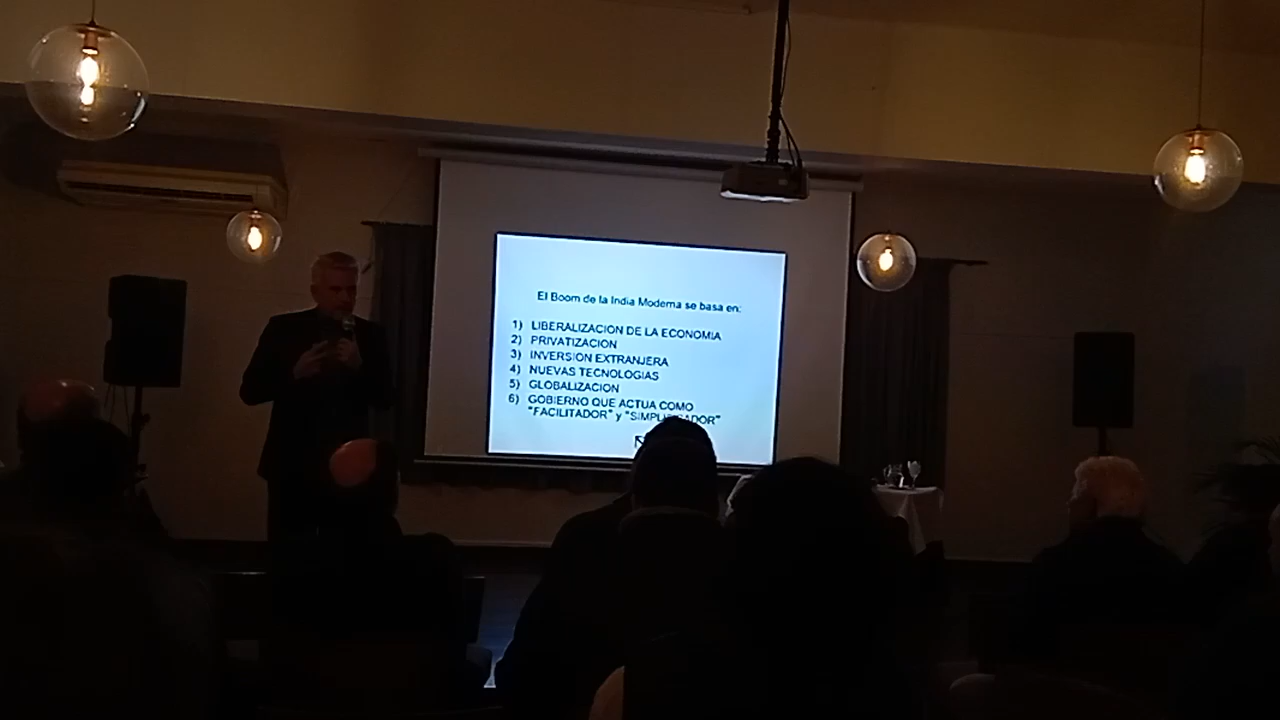 El Boom de la India Moderna se basa en:
1) LIBERALIZACION DE LA ECONOMIA
2) PRIVATIZACION
3) INVERSION EXTRANJERA
4) NUEVAS TECNOLOGIAS
5) GLOBALIZACION
6) GOBIERNO QUE ACTUA COMO
"FACILITADOR" y